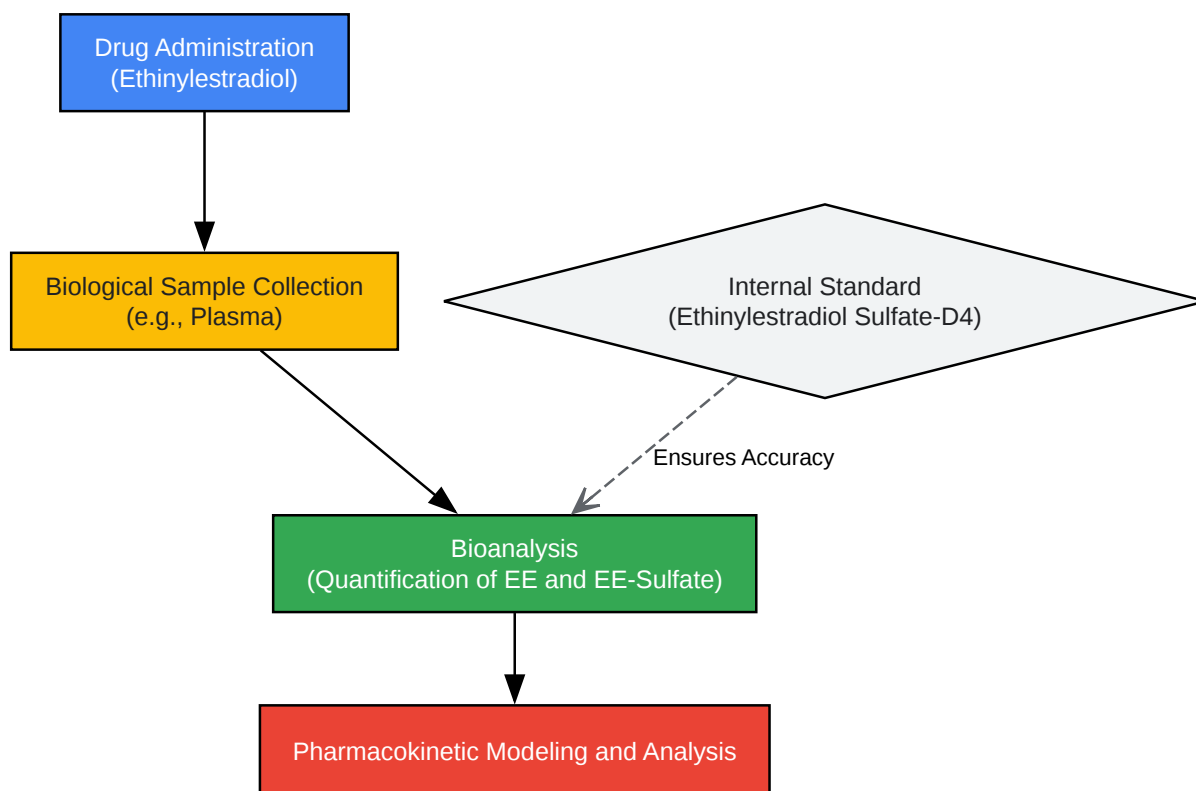 Drug Administration
(Ethinylestradiol)
Biological Sample Collection
(e.g., Plasma)
Internal Standard
(Ethinylestradiol Sulfate-D4)
Ensures Accuracy
Bioanalysis
(Quantification of EE and EE-Sulfate)
Pharmacokinetic Modeling and Analysis